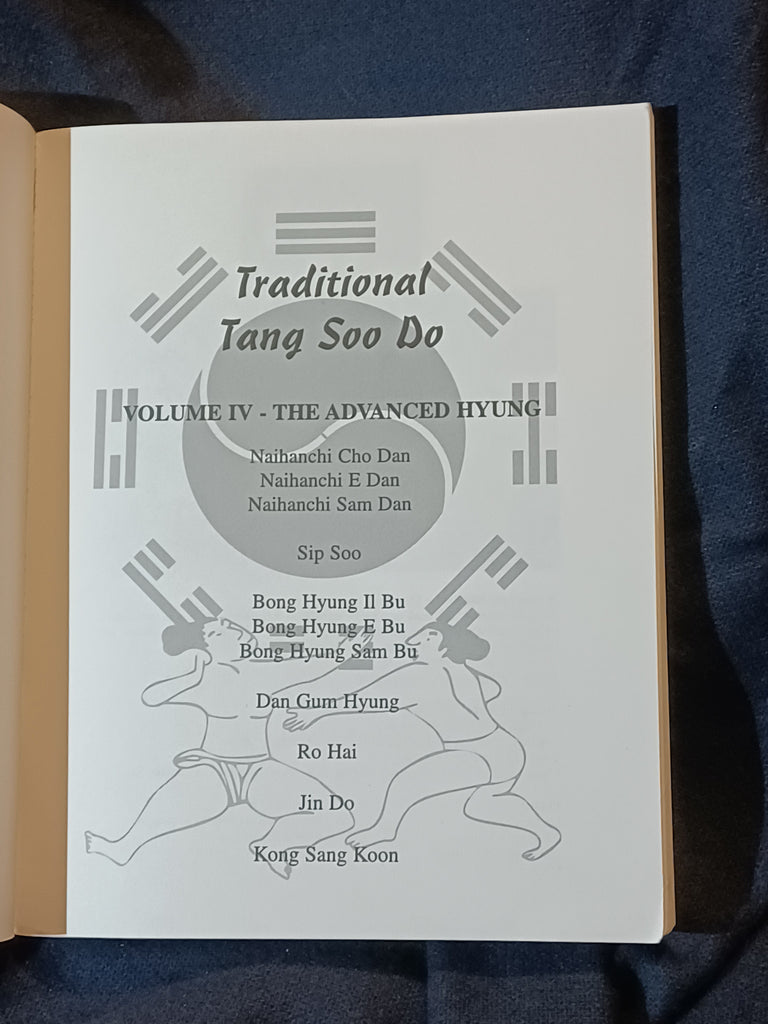 Traditional
Tang Soo Do
VOLUME IV - THE ADVANCED HYUNG
Naihanchi Cho Dan
Naihanchi E Dan
Naihanchi Sam Dan
Sip Soo
Bong Hyung Il Bu
Bong Hyung E Bu
Bong Hyung Sam Bu
Dan Gum Hyung
Ro Hai
Jin Do
Kong Sang Koon